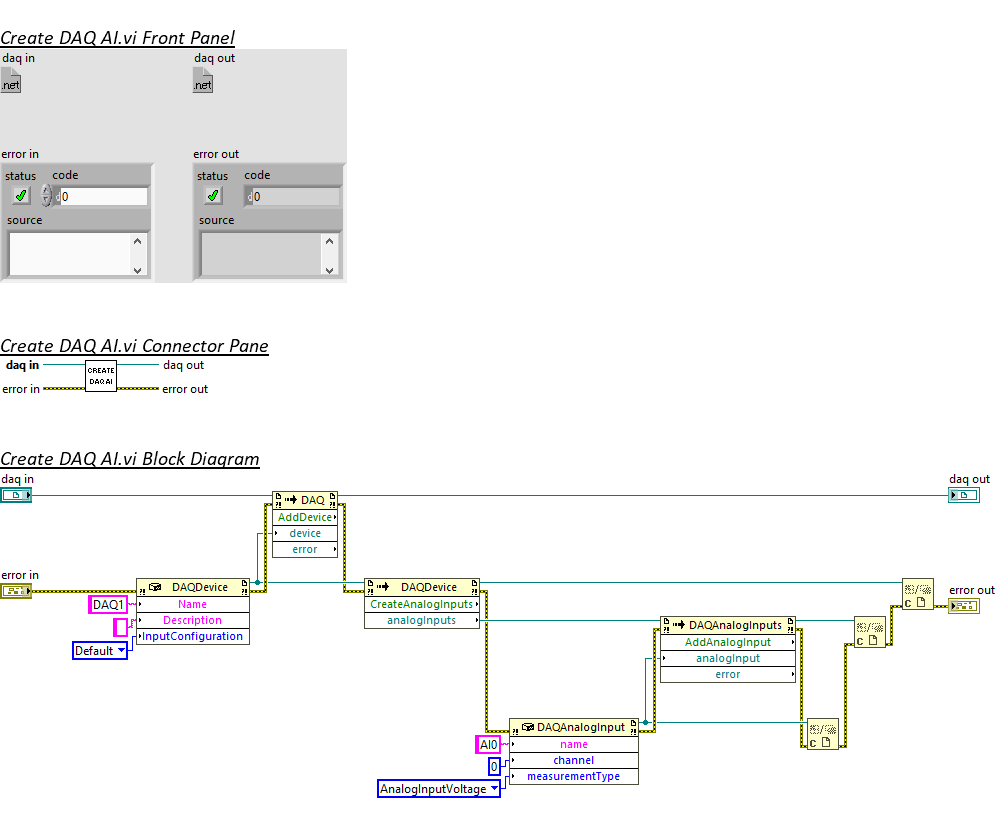 Create DAQ AI.vi Front Panel
daq in
daq out
.net
.net
error in
error out
status code
status code
d 0
d 0
source
source
Create DAQ AI.vi Connector Pane
daq in
daq out
CREATE
DAQ AI
error in
error out
Create DAQ AI.vi Block Diagram
daq in
daq out
DAQ
AddDevice
device
error
error in
error out
DAQDevice
DAQ1
Name
Description
Default
InputConfiguration
DAQDevice
CreateAnalogInputs
analogInputs
C
C
DAQAnalogInputs
AddAnalogInput
analogInput
error
DAQAnalogInput
AI0
name
0
channel
AnalogInputVoltage
measurementType
C